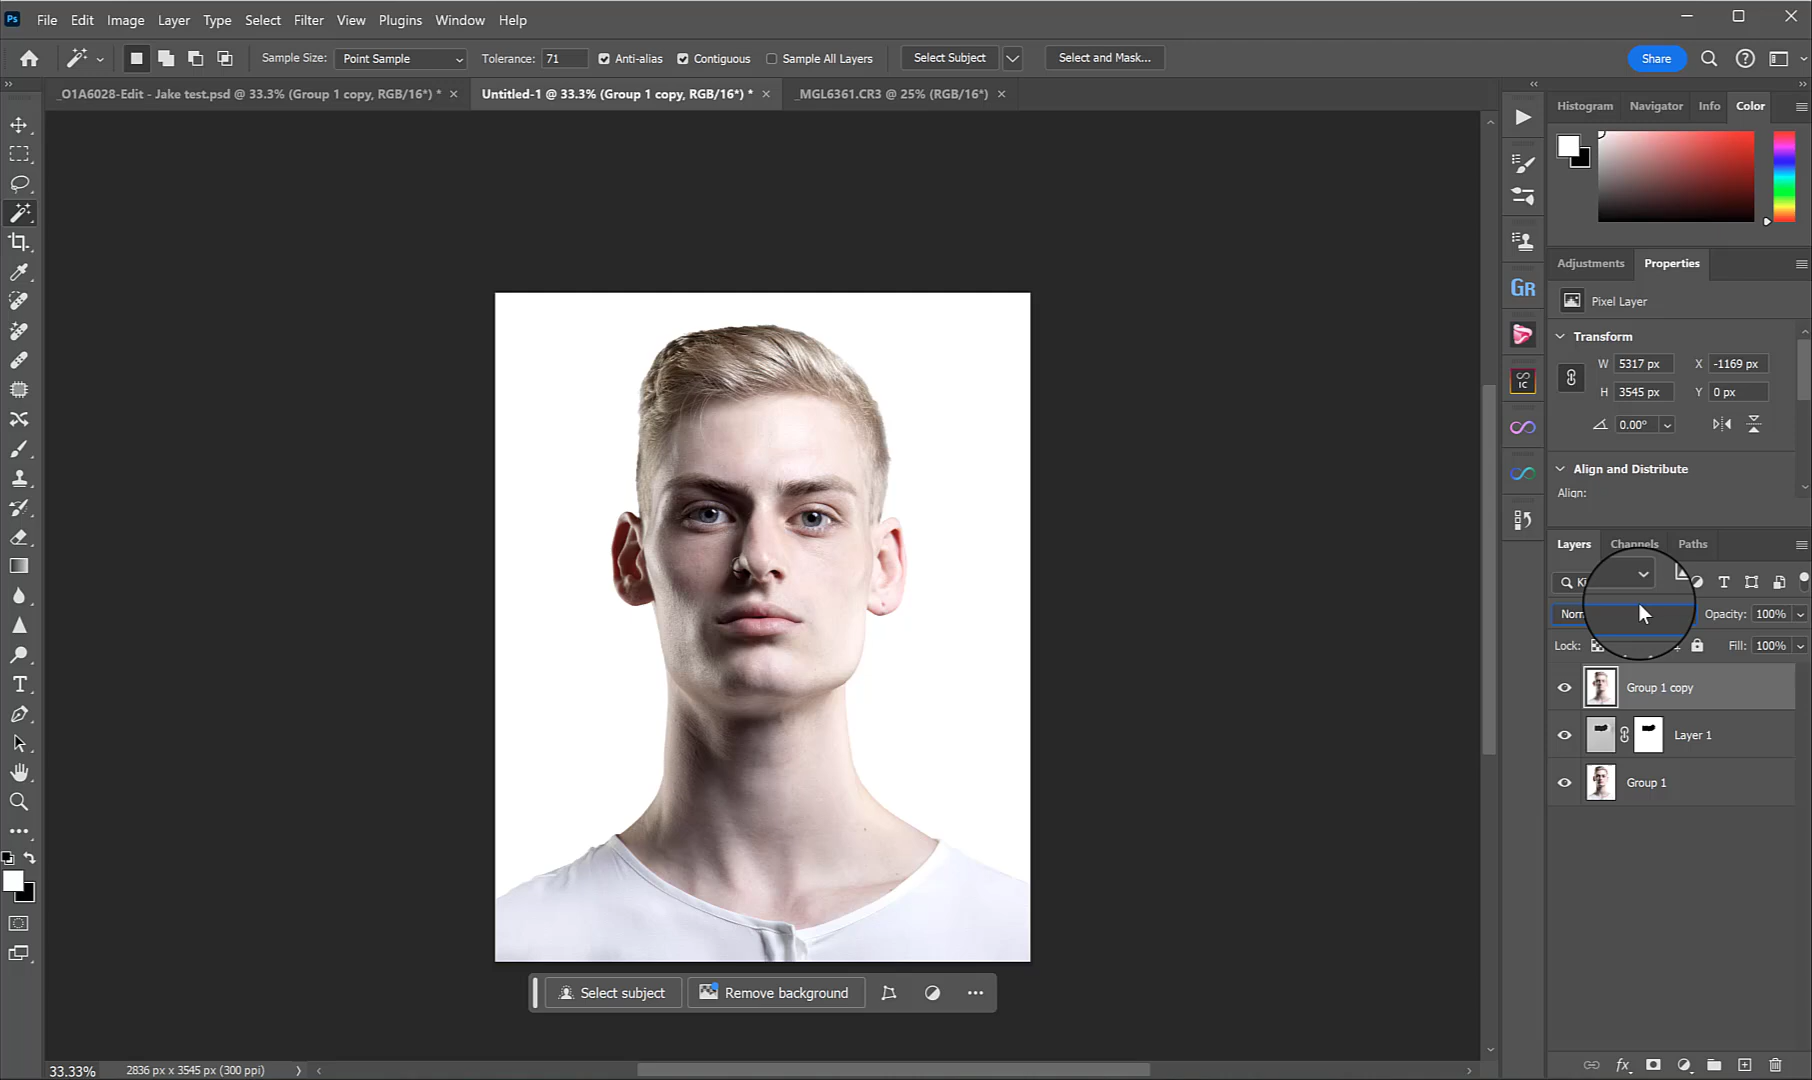 Ps File Edit Image Layer Type Select Filter View Plugins Window Help
Sample Size: Point Sample Tolerance: 71 Anti-alias Contiguous Sample All Layers Select Subject Select and Mask... Share
_O1A6028-Edit - Jake test.psd @ 33.3% (Group 1 copy, RGB/16*) * × Untitled-1 @ 33.3% (Group 1 copy, RGB/16*) * × _MGL6361.CR3 @ 25% (RGB/16*) ×
Histogram Navigator Info Color
Adjustments Properties
Pixel Layer
Transform
W 5317 px X -1169 px
H 3545 px Y 0 px
0.00°
Align and Distribute
Align:
Gr
IC
Layers Channels Paths
Opacity: 100%
Lock: Fill: 100%
Group 1 copy
Layer 1
Group 1
Select subject Remove background
33.33% 2836 px x 3545 px (300 ppi)
fx